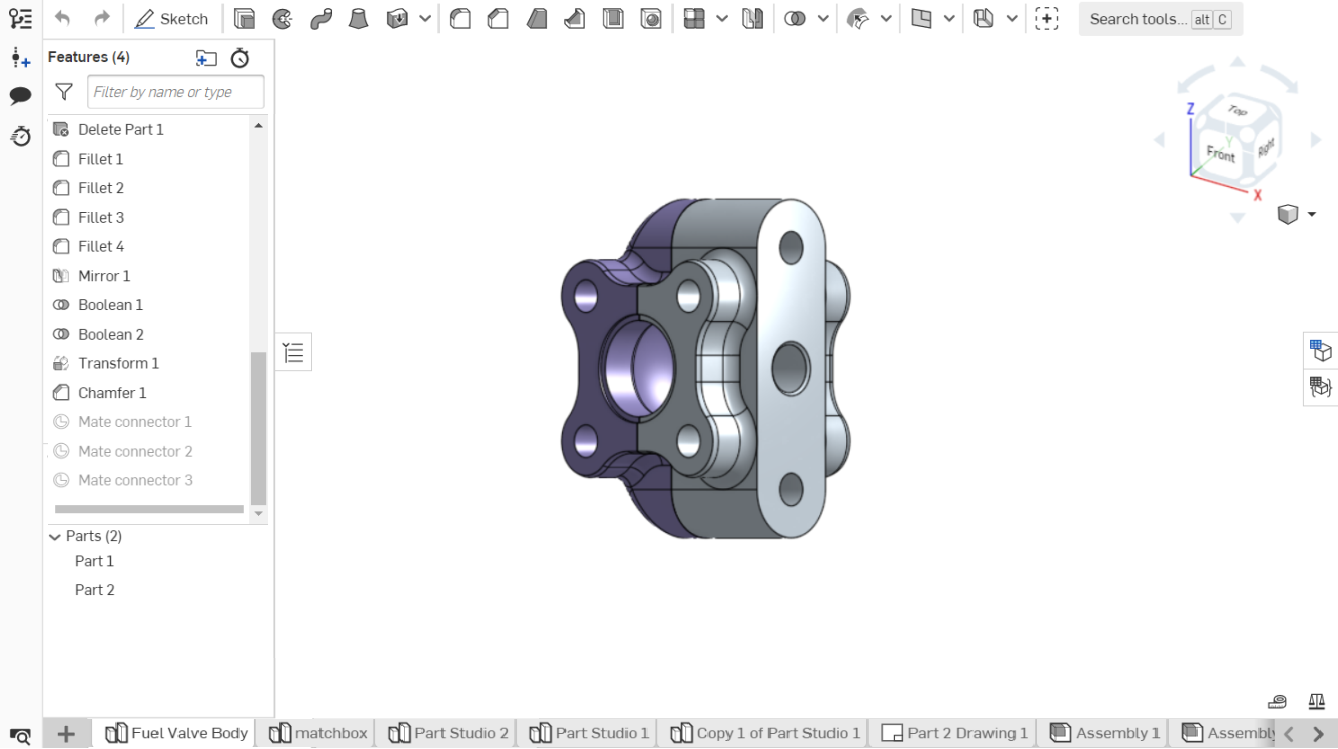 Sketch
Search tools... alt C
Features (4)
Filter by name or type
Delete Part 1
Fillet 1
Fillet 2
Fillet 3
Fillet 4
Mirror 1
Boolean 1
Boolean 2
Transform 1
Chamfer 1
Mate connector 1
Mate connector 2
Mate connector 3
Parts (2)
Part 1
Part 2
Top
Z
Y
Front
Right
X
Fuel Valve Body
matchbox
Part Studio 2
Part Studio 1
Copy 1 of Part Studio 1
Part 2 Drawing 1
Assembly 1
Assembly